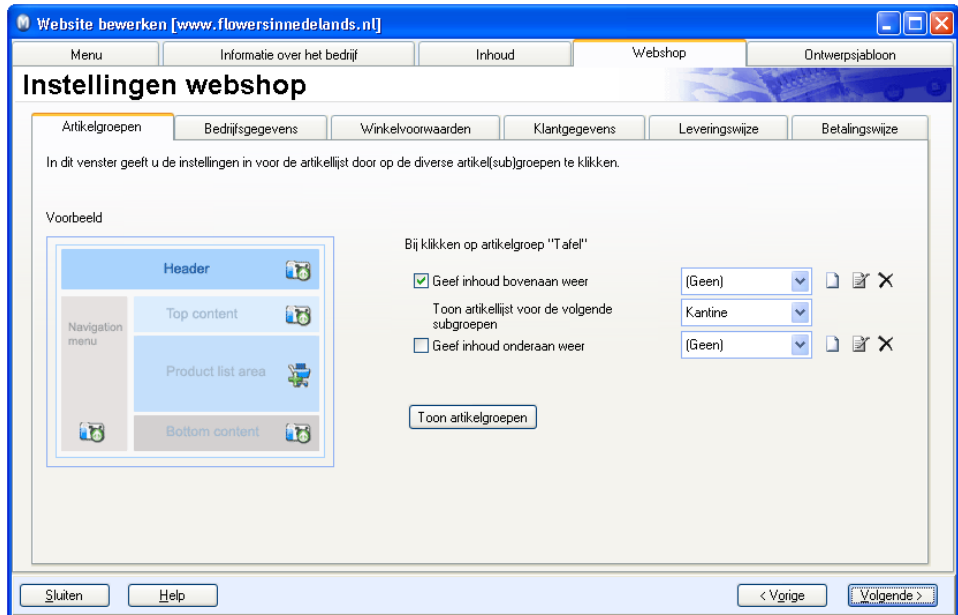 Website bewerken [www.flowersinnedelands.nl]
Menu
Informatie over het bedrijf
Inhoud
Webshop
Ontwerpsjabloon
Instellingen webshop
Artikelgroepen
Bedrijfsgegevens
Winkelvoorwaarden
Klantgegevens
Leveringswijze
Betalingswijze
In dit venster geeft u de instellingen in voor de artikellijst door op de diverse artikel(sub)groepen te klikken.
Voorbeeld
Header
Navigation
menu
Top content
Product list area
Bottom content
Bij klikken op artikelgroep "Tafel"
Geef inhoud bovenaan weer
(Geen)
Toon artikellijst voor de volgende
subgroepen
Kantine
Geef inhoud onderaan weer
(Geen)
Toon artikelgroepen
Sluiten
Help
< Vorige
Volgende >